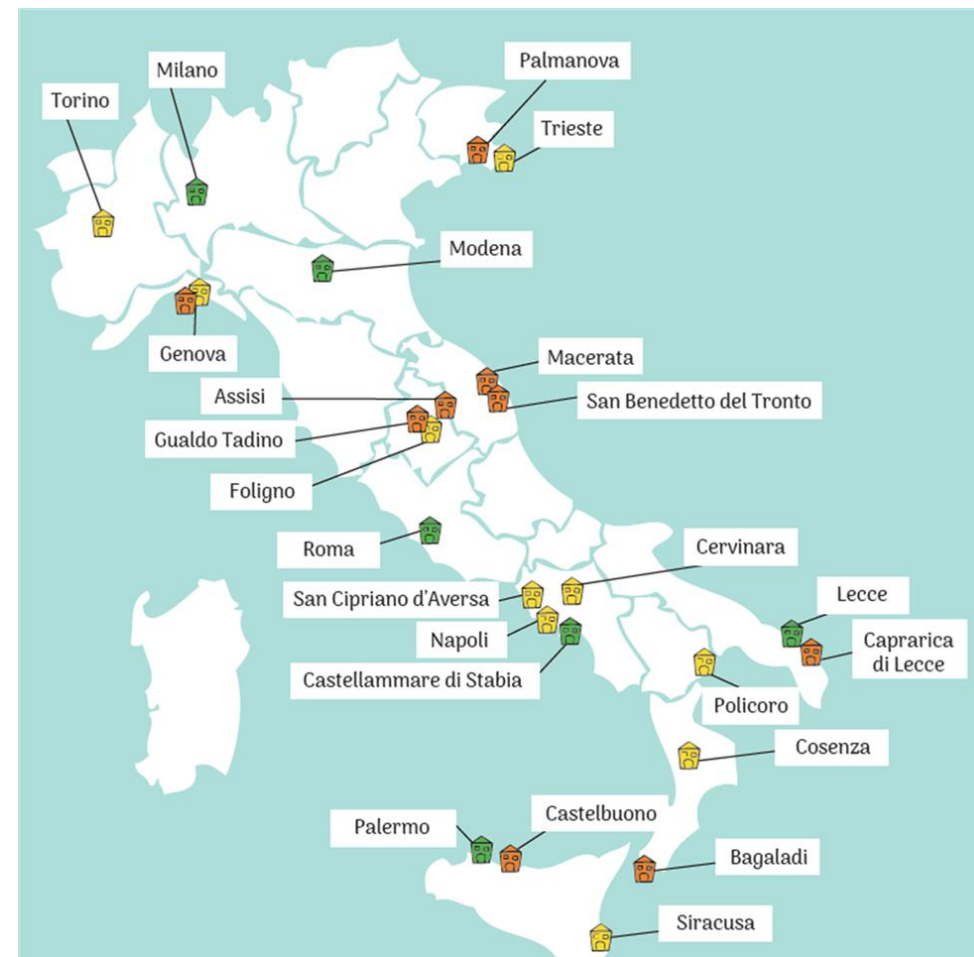 Palmanova
Milano
Torino
Trieste
Modena
Genova
Macerata
Assisi
San Benedetto del Tronto
Gualdo Tadino
Foligno
Roma
Cervinara
San Cipriano d'Aversa
Lecce
Napoli
Caprarica
di Lecce
Castellammare di Stabia
Policoro
Cosenza
Castelbuono
Palermo
Bagaladi
Siracusa